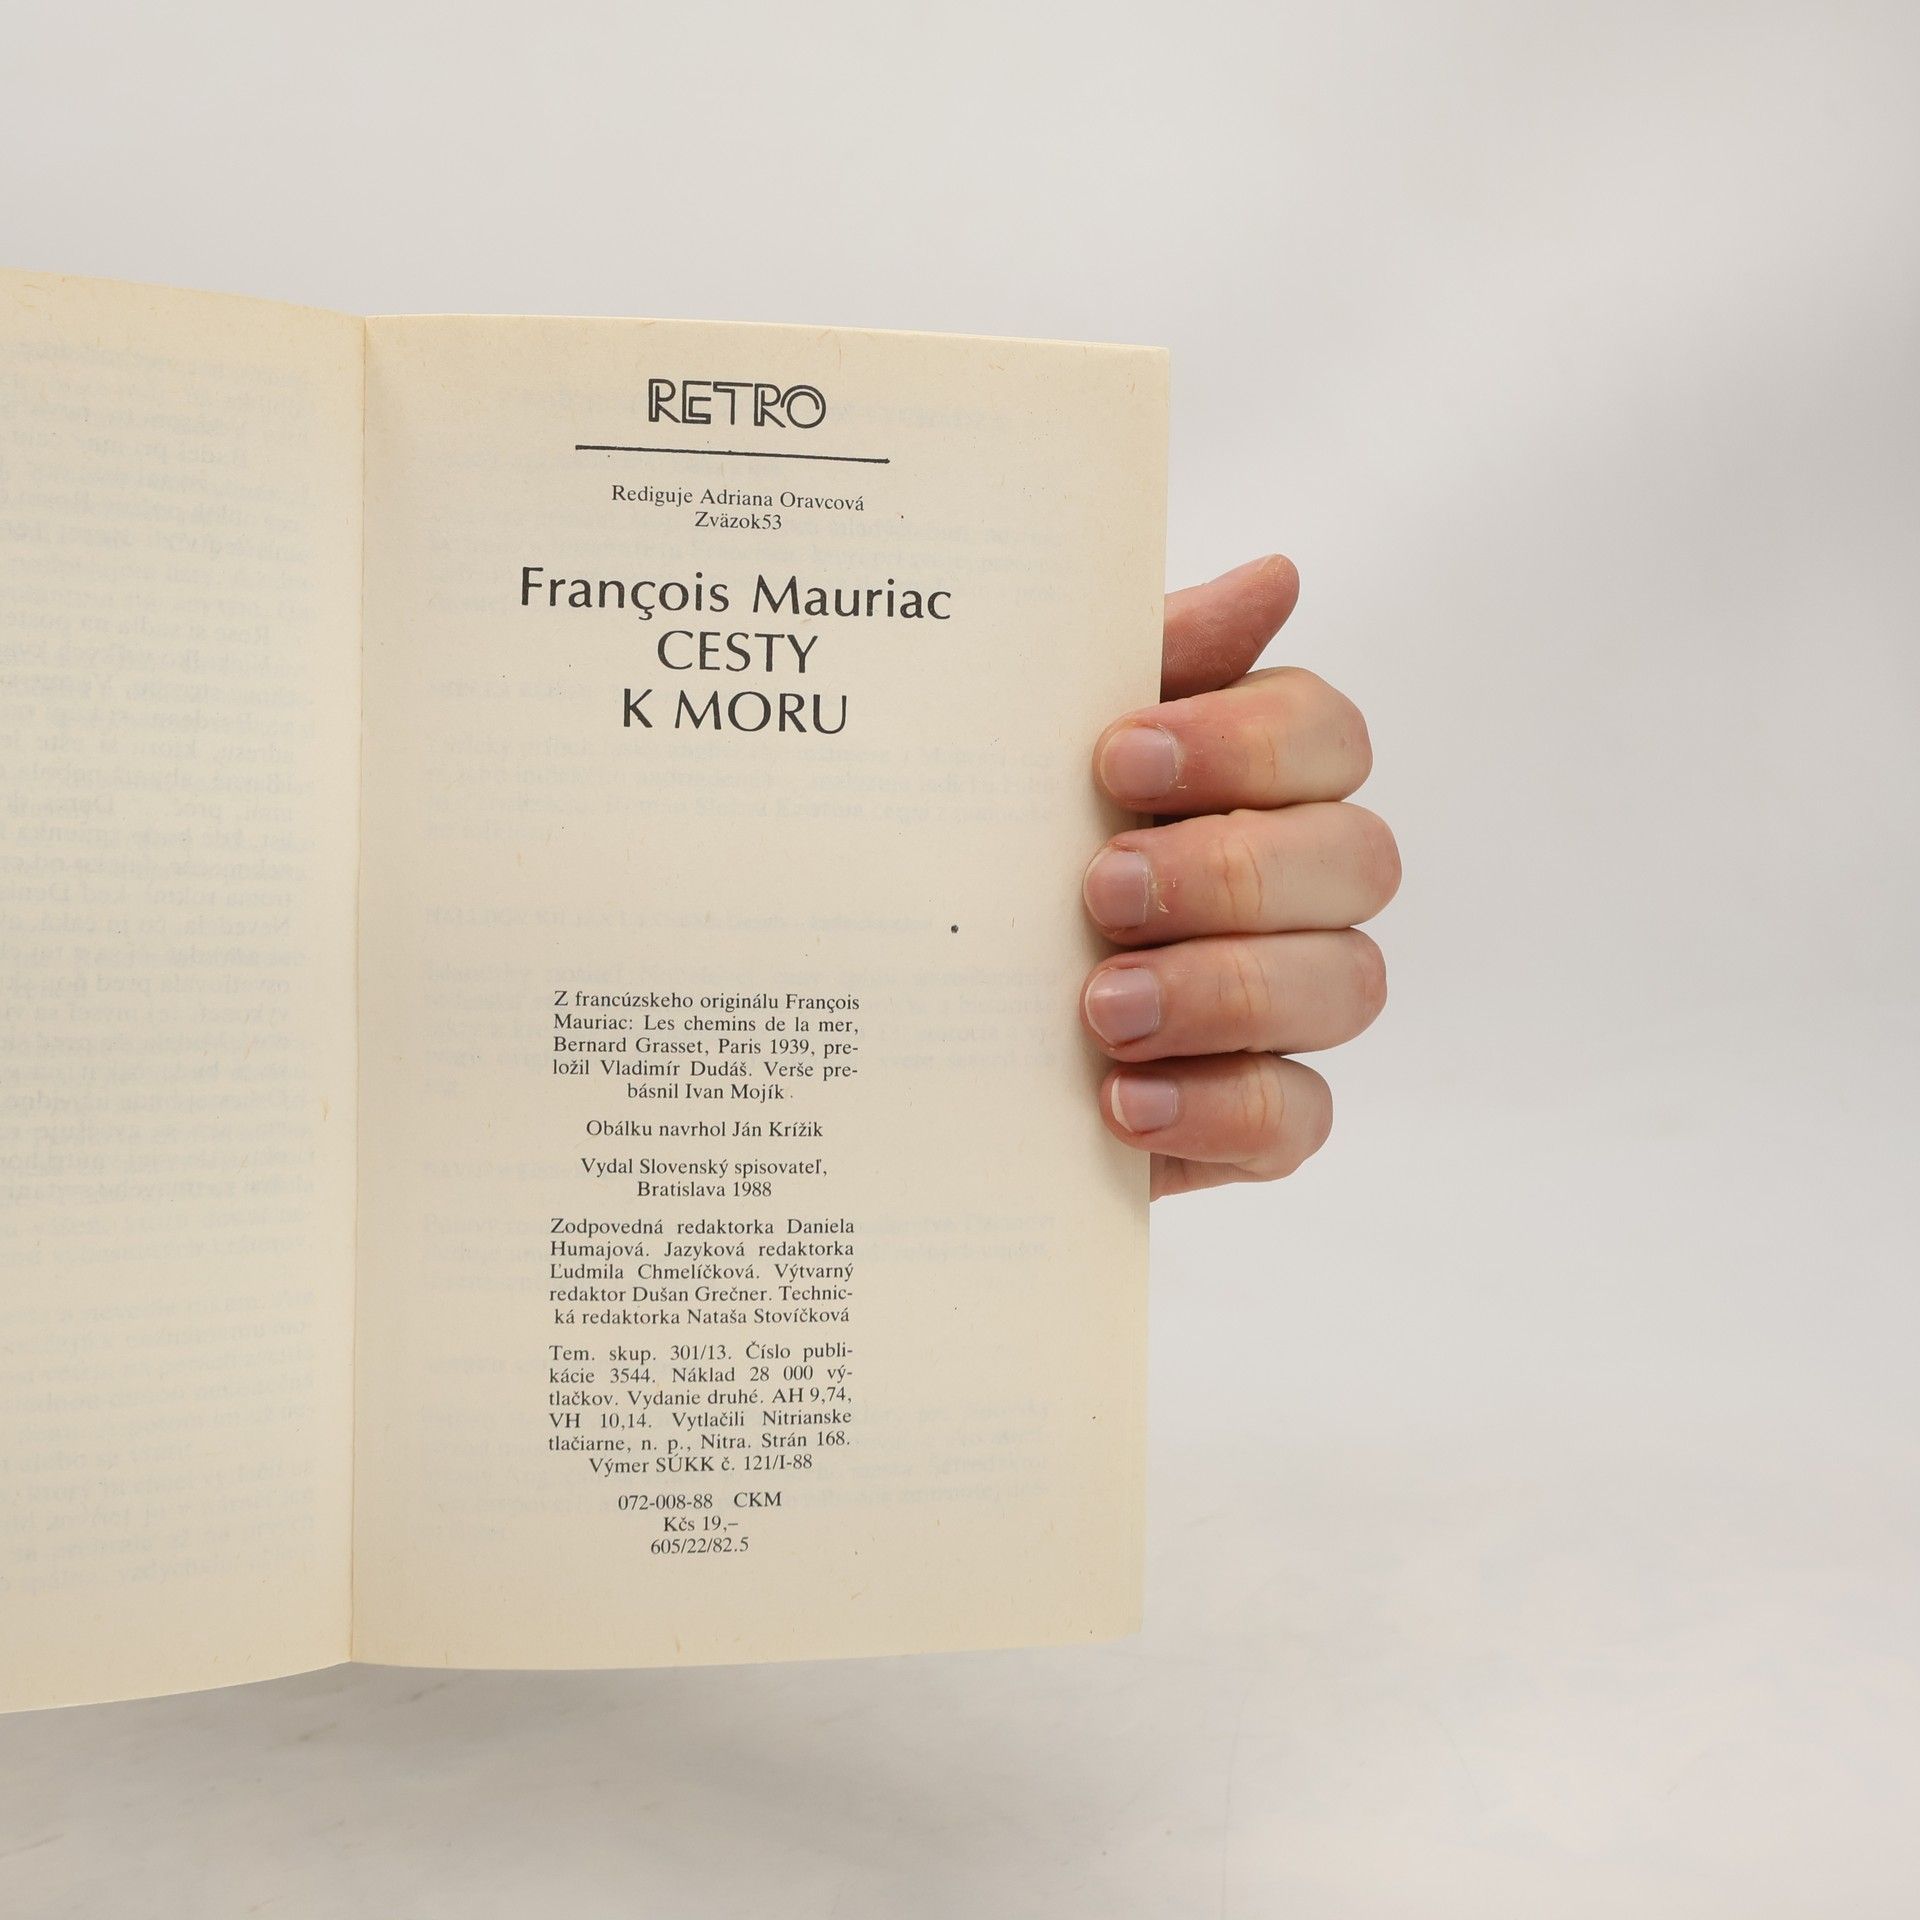 RETRO
Rediguje Adriana Oravcová
Zväzok53
François Mauriac
CESTY
K MORU
Z francúzskeho originálu François
Mauriac: Les chemins de la mer,
Bernard Grasset, Paris 1939, pre-
ložil Vladimír Dudáš. Verše pre-
básnil Ivan Mojík.
Obálku navrhol Ján Krížik
Vydal Slovenský spisovateľ,
Bratislava 1988
Zodpovedná redaktorka Daniela
Humajová. Jazyková redaktorka
Ľudmila Chmelíčková. Výtvarný
redaktor Dušan Grečner. Technic-
ká redaktorka Nataša Stovíčková
Tem. skup. 301/13. Číslo publi-
kácie 3544. Náklad 28 000 vý-
tlačkov. Vydanie druhé. AH 9,74,
VH 10,14. Vytlačili Nitrianske
tlačiarne, n. p., Nitra. Strán 168.
Výmer SÚKK č. 121/I-88
072-008-88 CKM
Kčs 19,–
605/22/82.5